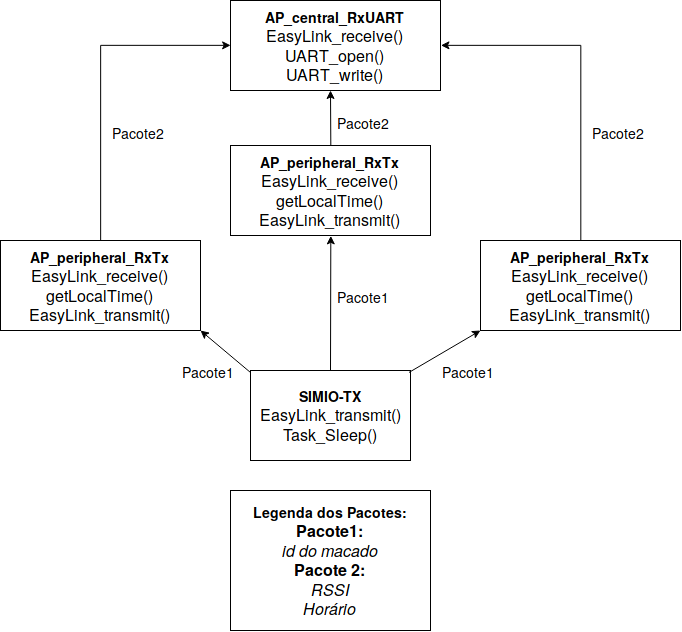 AP_central_RxUART
EasyLink_receive()
UART_open()
UART_write()
Pacote2
Pacote2
Pacote2
AP_peripheral_RxTx
EasyLink_receive()
getLocalTime()
EasyLink_transmit()
AP_peripheral_RxTx
EasyLink_receive()
getLocalTime()
EasyLink_transmit()
AP_peripheral_RxTx
EasyLink_receive()
getLocalTime()
EasyLink_transmit()
Pacote1
Pacote1
Pacote1
SIMIO-TX
EasyLink_transmit()
Task_Sleep()
Legenda dos Pacotes:
Pacote1:
id do macado
Pacote 2:
RSSI
Horário